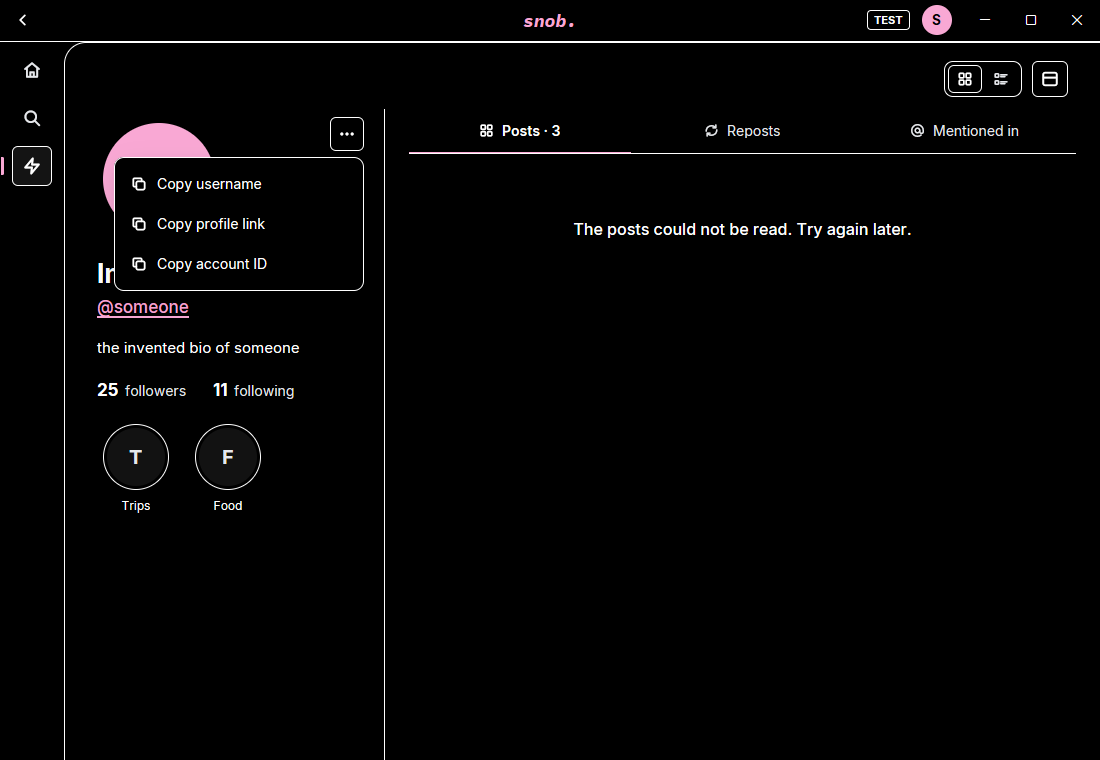 snob.
TEST
S
Posts · 3
Reposts
Mentioned in
Copy username
Copy profile link
Copy account ID
The posts could not be read. Try again later.
@someone
the invented bio of someone
25 followers 11 following
T
F
Trips
Food